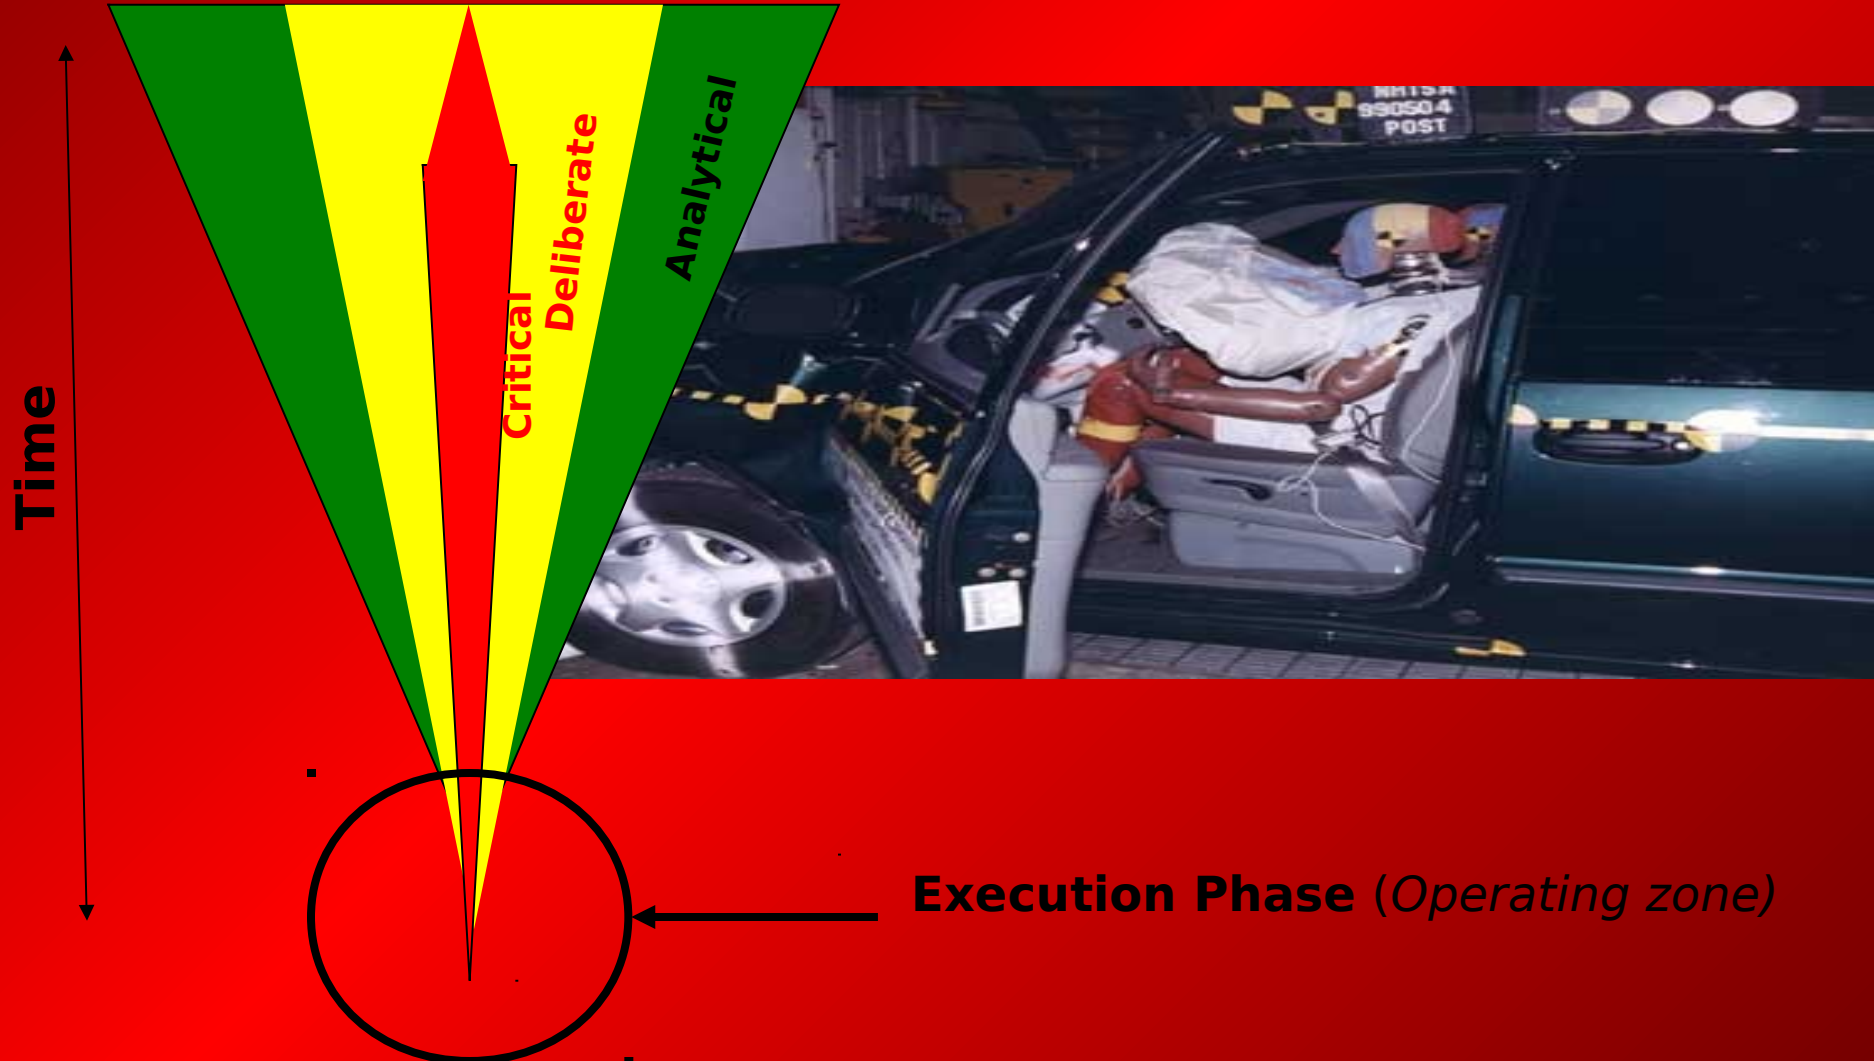 Time
Critical
Deliberate
Analytical
NHTSA
990504
POST
Execution Phase (Operating zone)